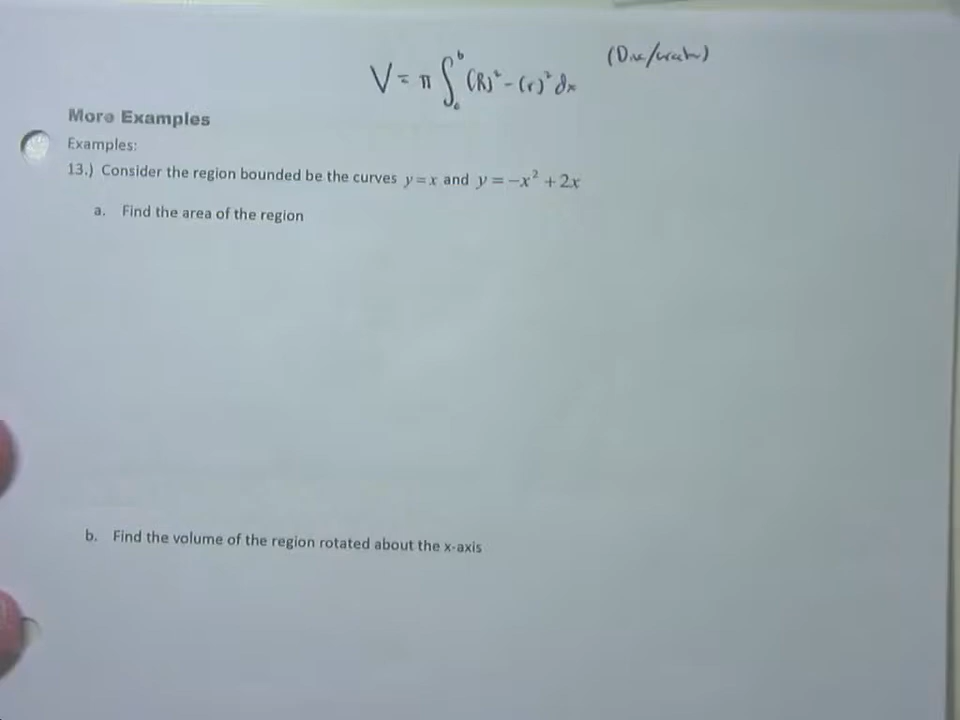 V = π ∫_a^b (R)² - (r)² dx
More Examples
Examples:
13.) Consider the region bounded be the curves y = x and y = -x² + 2x
a. Find the area of the region
b. Find the volume of the region rotated about the x-axis